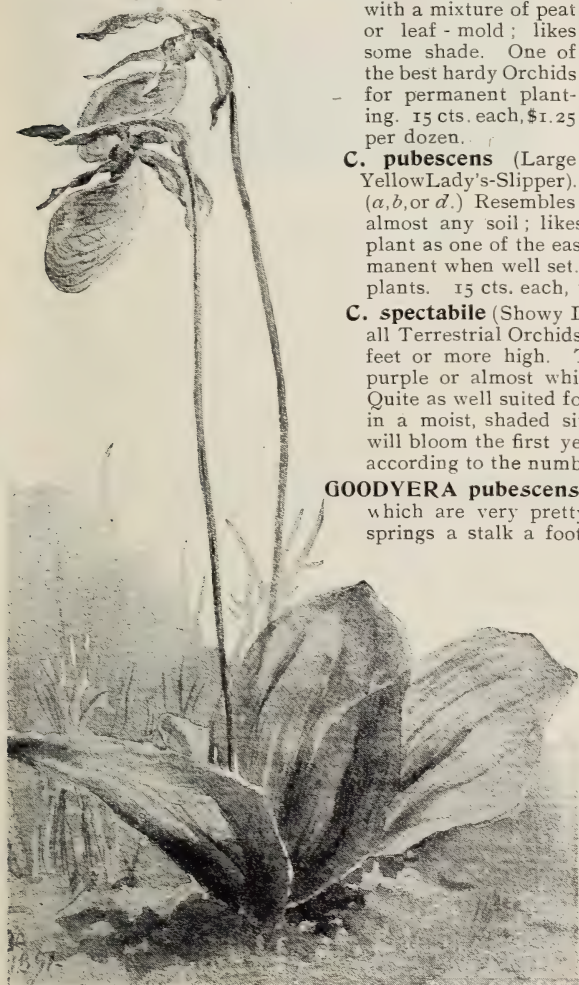 with a mixture of peat
or leaf-mold; likes
some shade. One of
the best hardy Orchids
for permanent plant-
ing. 15 cts. each, $1.25
per dozen.
C. pubescens (Large
YellowLady's-Slipper).
(a, b, or d.) Resembles
almost any soil; likes
plant as one of the eas
manent when well set.
plants. 15 cts. each,
C. spectabile (Showy
all Terrestrial Orchids
feet or more high.
purple or almost whi
Quite as well suited fo
in a moist, shaded si
will bloom the first ye
according to the numb
GOODYERA pubescens
which are very pretty
springs a stalk a foot
1891